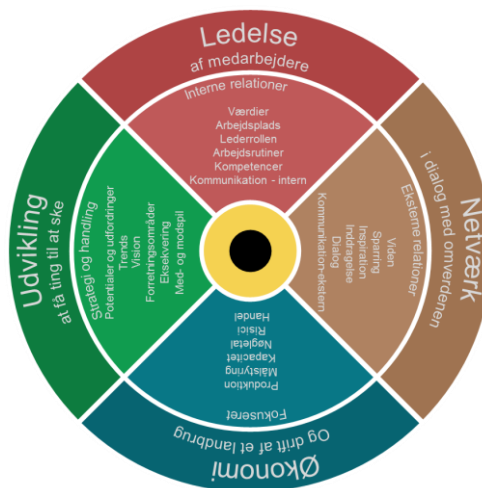 Ledelse
af medarbejdere
Interne relationer
Værdier
Arbejdsplads
Lederrollen
Arbejdsrutiner
Kompetencer
Kommunikation - intern
Netværk
i dialog med omverdenen
Eksterne relationer
Viden
Sparring
Inspiration
Inddragelse
Dialog
Kommunikation-ekstern
Økonomi
Og drift af et landbrug
Fokuseret
Produktion
Målstyring
Kapacitet
Nøgletal
Risici
Handel
Udvikling
at få ting til at ske
Strategi og handling
Potentialer og udfordringer
Trends
Vision
Forretningsområder
Eksekvering
Med- og modspil